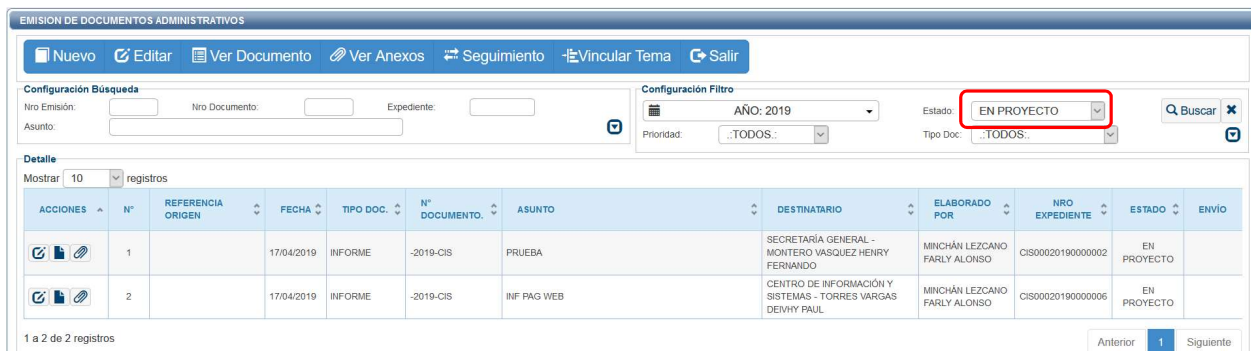 EMISION DE DOCUMENTOS ADMINISTRATIVOS
Nuevo Editar Ver Documento Ver Anexos Seguimiento Vincular Tema Salir
Configuración Búsqueda
Nro Emisión: Nro Documento: Expediente:
Asunto:
Configuración Filtro
AÑO: 2019 Estado: EN PROYECTO Buscar
Prioridad: .:TODOS.: Tipo Doc: .:TODOS:.
Detalle
Mostrar 10 registros
ACCIONES N° REFERENCIA ORIGEN FECHA TIPO DOC. N° DOCUMENTO. ASUNTO DESTINATARIO ELABORADO POR NRO EXPEDIENTE ESTADO ENVÍO
1 17/04/2019 INFORME -2019-CIS PRUEBA SECRETARÍA GENERAL - MONTERO VASQUEZ HENRY FERNANDO MINCHÁN LEZCANO FARLY ALONSO CIS00020190000002 EN PROYECTO
2 17/04/2019 INFORME -2019-CIS INF PAG WEB CENTRO DE INFORMACIÓN Y SISTEMAS - TORRES VARGAS DEIVHY PAUL MINCHÁN LEZCANO FARLY ALONSO CIS00020190000006 EN PROYECTO
1 a 2 de 2 registros
Anterior 1 Siguiente